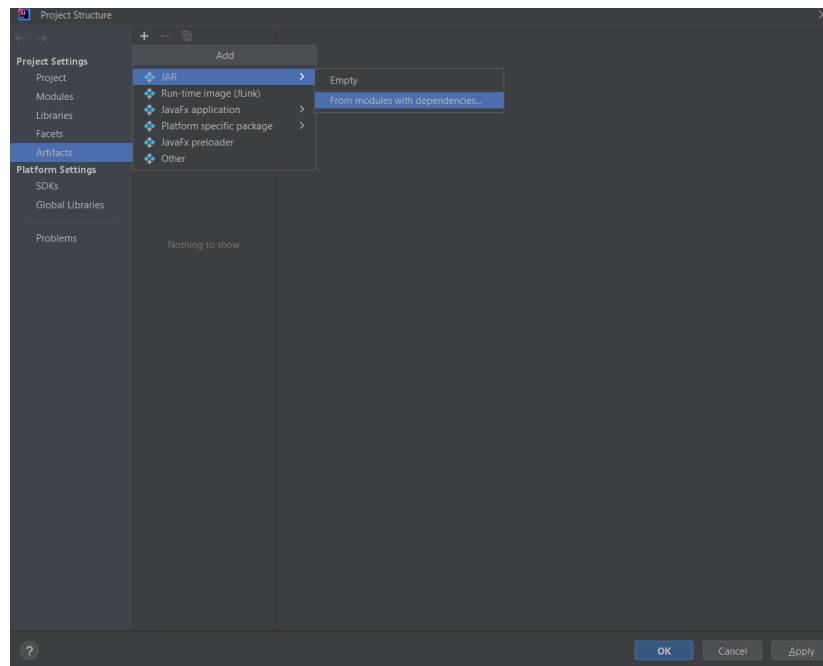 Project Structure
Project Settings
Project
Modules
Libraries
Facets
Artifacts
Platform Settings
SDKs
Global Libraries
Problems
Add
JAR
Run-time image (JLink)
JavaFx application
Platform specific package
JavaFx preloader
Other
Empty
From modules with dependencies...
Nothing to show
?
OK
Cancel
Apply